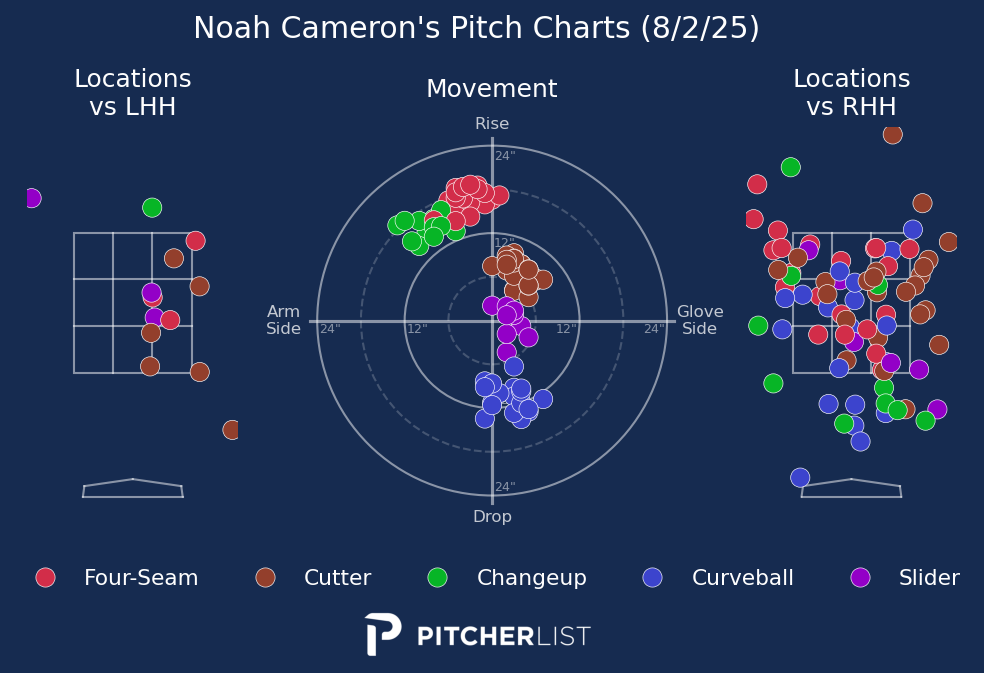 Noah Cameron's Pitch Charts (8/2/25)
Locations
vs LHH
Movement
Locations
vs RHH
Rise
24"
12"
Arm
Side
24"
12"
12"
24"
Glove
Side
24"
Drop
Four-Seam
Cutter
Changeup
Curveball
Slider
PITCHERLIST